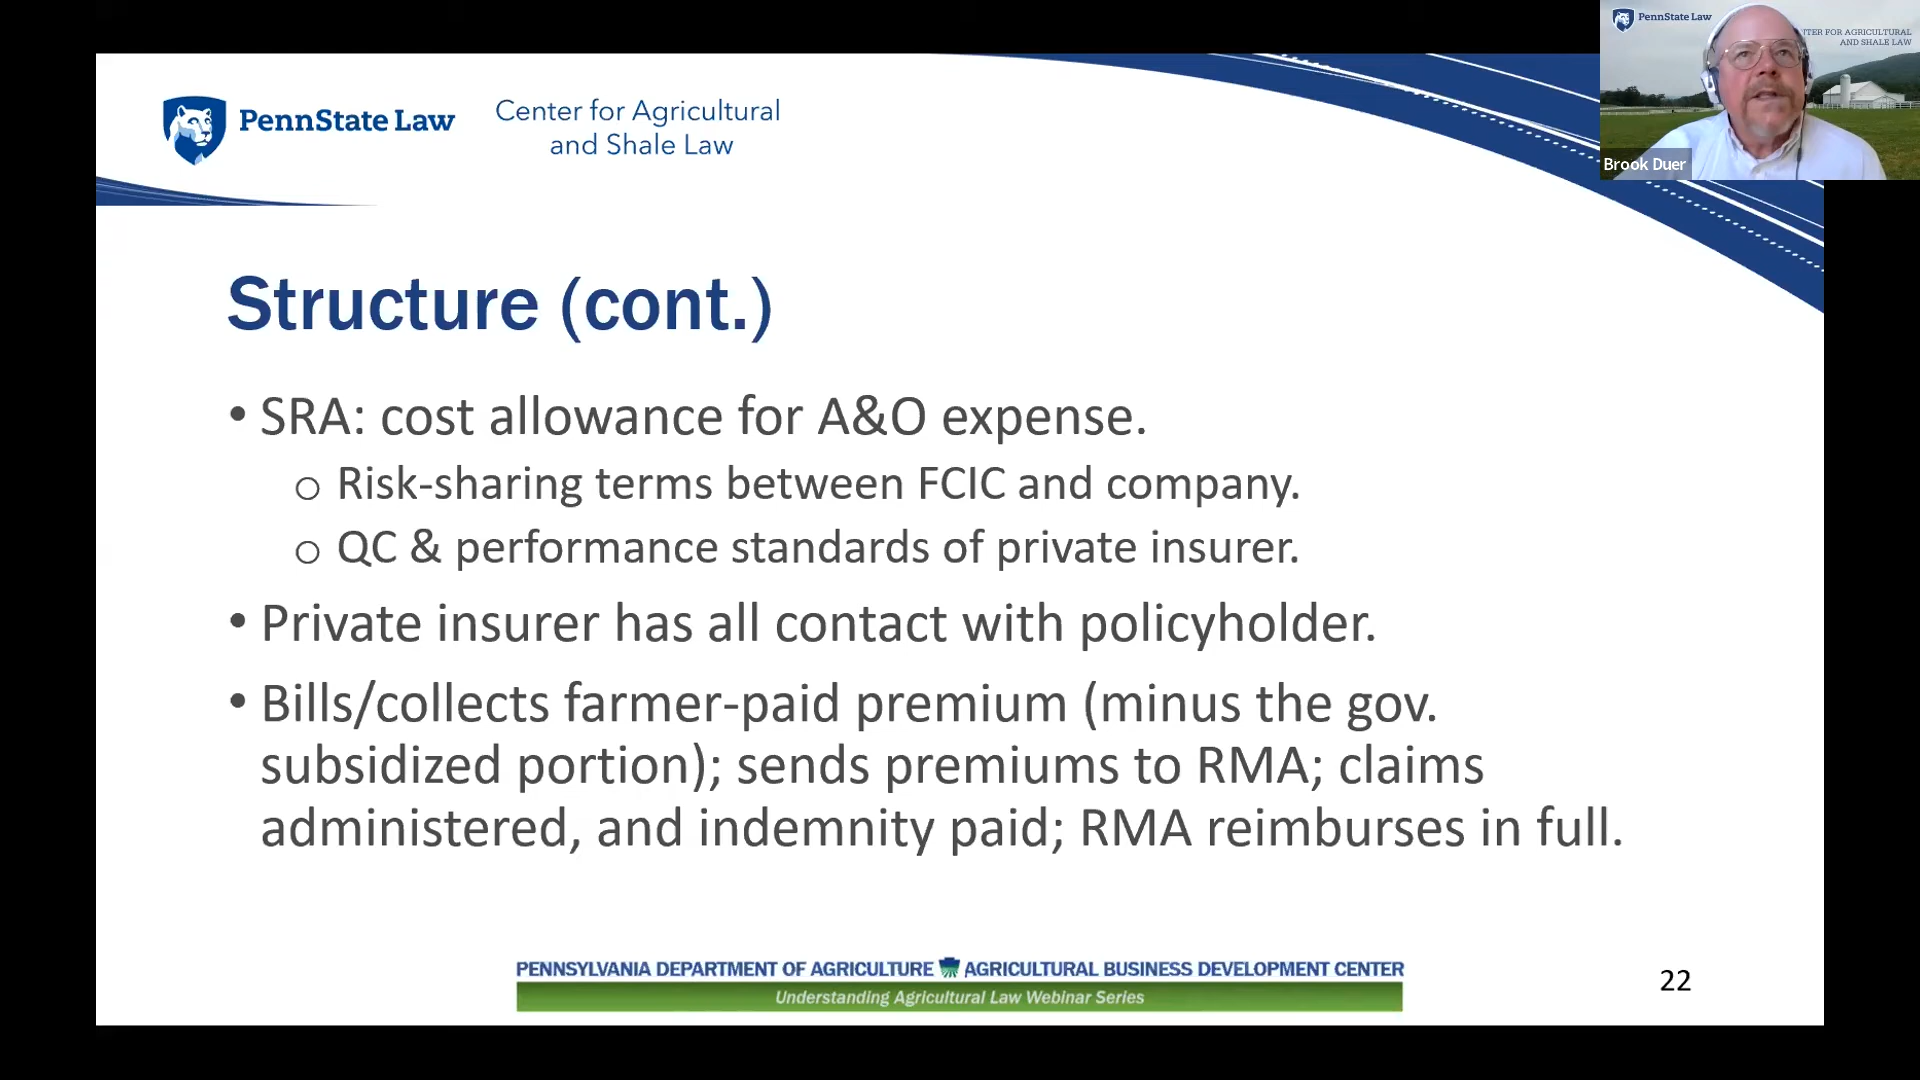 PennState Law
Center for Agricultural
and Shale Law
PennState Law
TER FOR AGRICULTURAL
AND SHALE LAW
Brook Duer
Structure (cont.)
• SRA: cost allowance for A&O expense.
o Risk-sharing terms between FCIC and company.
o QC & performance standards of private insurer.
• Private insurer has all contact with policyholder.
• Bills/collects farmer-paid premium (minus the gov.
subsidized portion); sends premiums to RMA; claims
administered, and indemnity paid; RMA reimburses in full.
PENNSYLVANIA DEPARTMENT OF AGRICULTURE AGRICULTURAL BUSINESS DEVELOPMENT CENTER
Understanding Agricultural Law Webinar Series
22